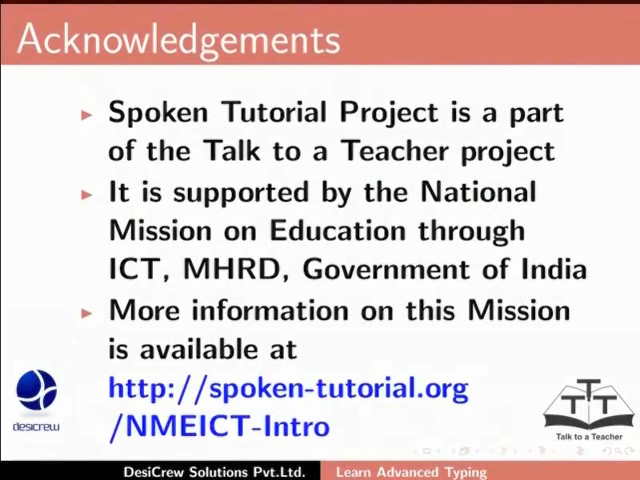 Acknowledgements
Spoken Tutorial Project is a part
of the Talk to a Teacher project
It is supported by the National
Mission on Education through
ICT, MHRD, Government of India
More information on this Mission
is available at
http://spoken-tutorial.org
/NMEICT-Intro
desicrew
TTT
Talk to a Teacher
DesiCrew Solutions Pvt.Ltd.
Learn Advanced Typing